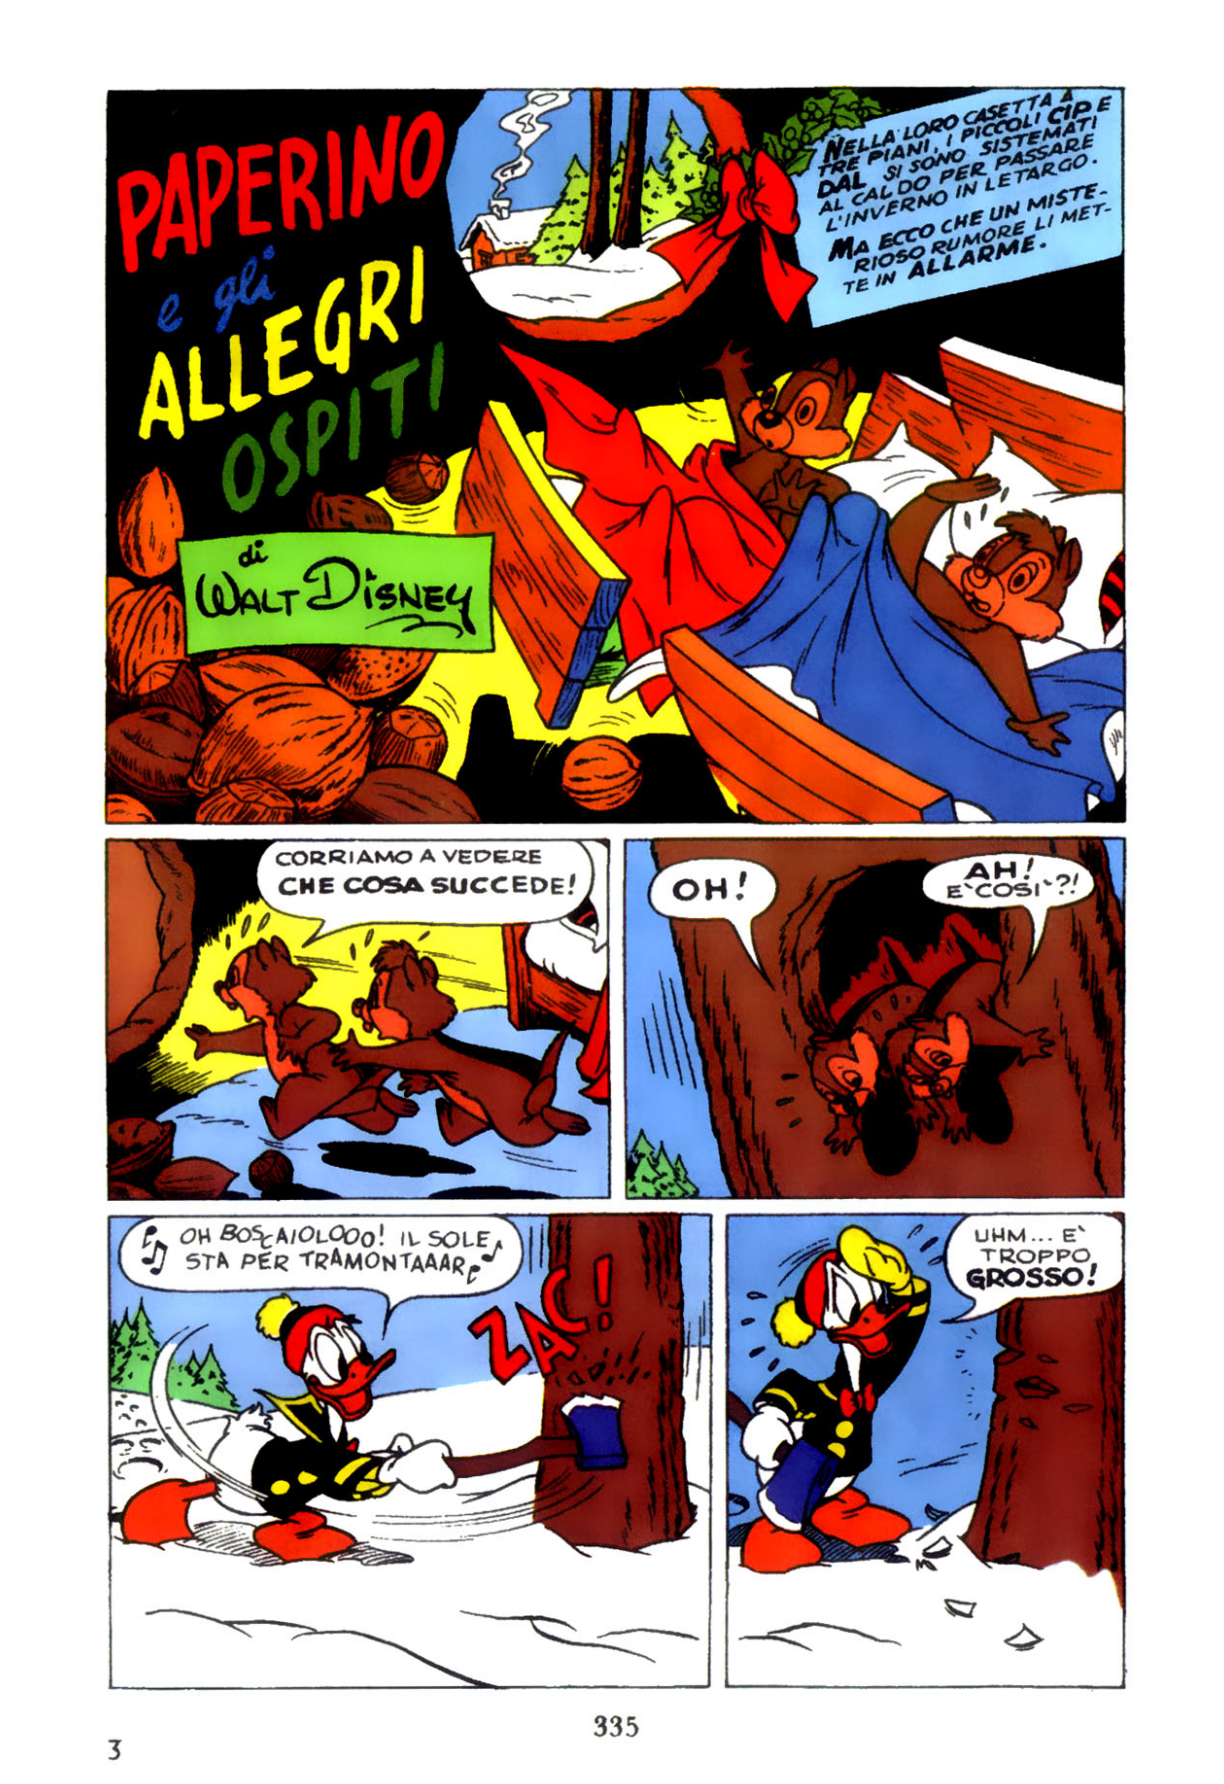 PAPERINO
e gli
ALLEGRI
OSPITI
di
WALT DISNEY
NELLA LORO CASETTA A
TRE PIANI, I PICCOLI CIP E
DAL SI SONO SISTEMATI
AL CALDO PER PASSARE
L'INVERNO IN LETARGO.
MA ECCO CHE UN MISTE-
RIOSO RUMORE LI MET-
TE IN ALLARME.
CORRIAMO A VEDERE
CHE COSA SUCCEDE!
OH!
AH!
E' COSI'?!
OH BOSCAIOLOOO! IL SOLE
STA PER TRAMONTAAAR
ZAC!
UHM... E'
TROPPO
GROSSO!
335
3